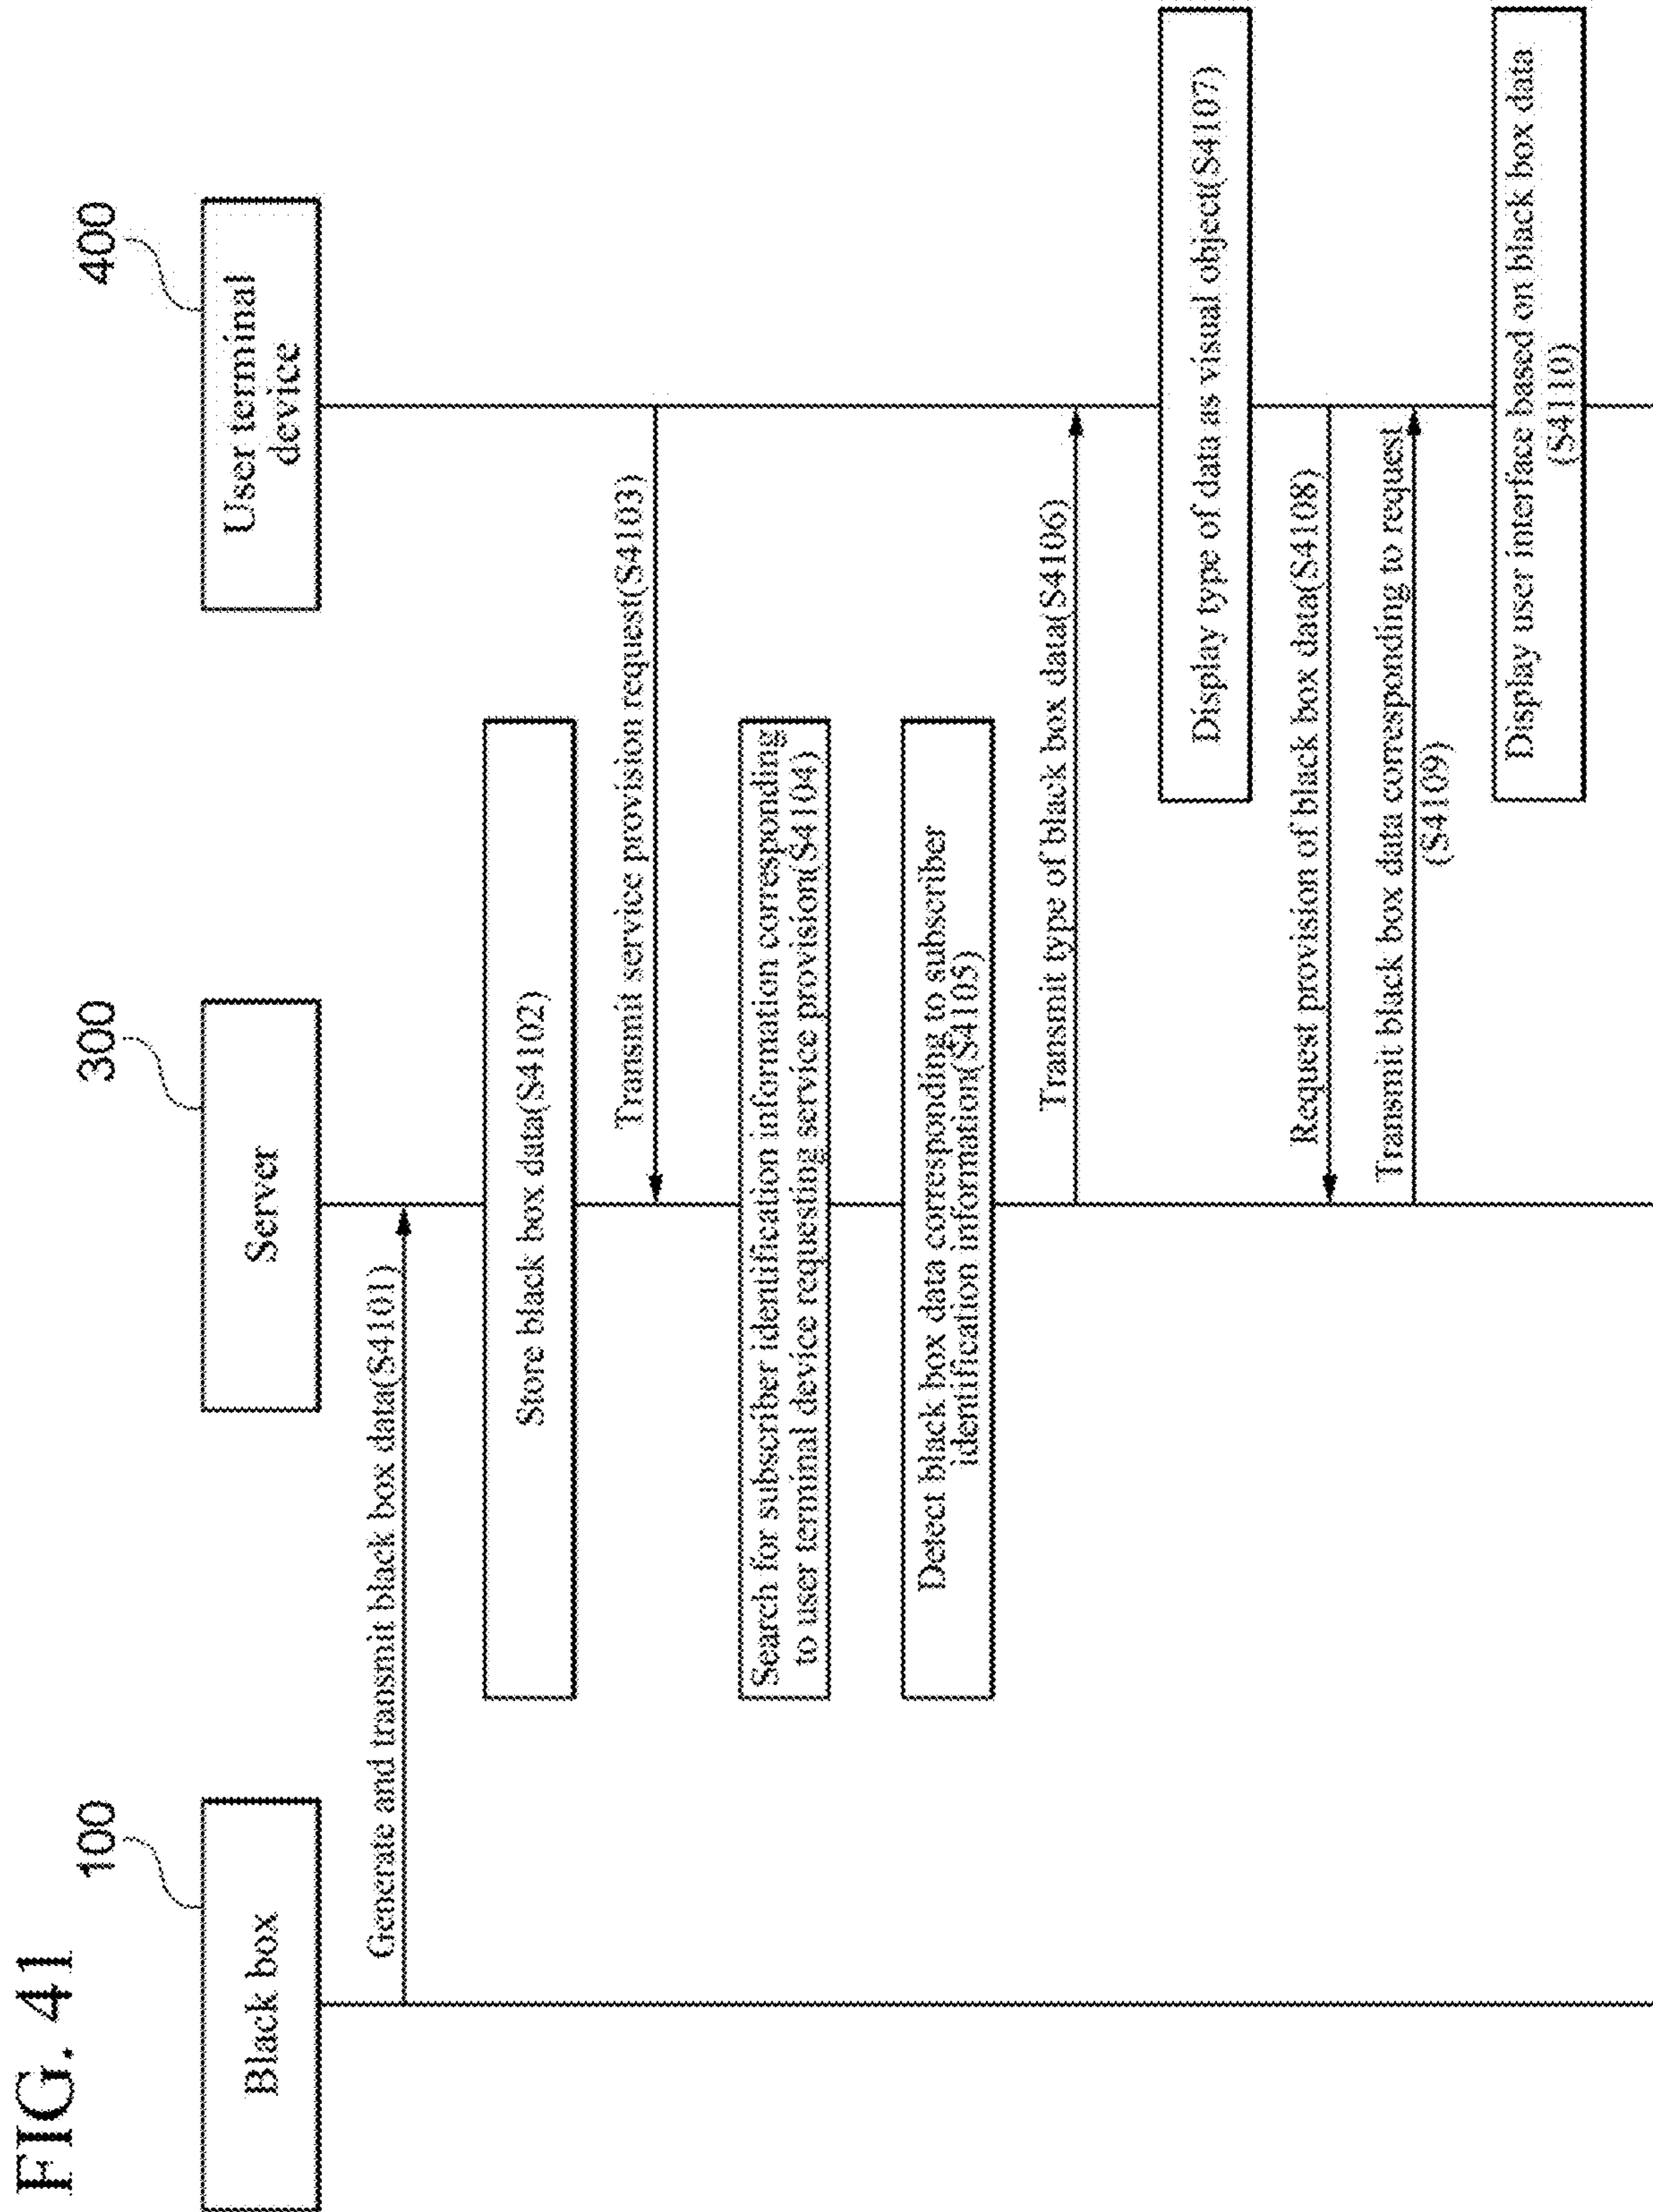 FIG. 41
100
300
400
Black box
Server
User terminal
device
Generate and transmit black box data(S4101)
Store black box data(S4102)
Transmit service provision request(S4103)
Search for subscriber identification information corresponding
to user terminal device requesting service provision(S4104)
Detect black box data corresponding to subscriber
identification information(S4105)
Transmit type of black box data(S4106)
Display type of data as visual object(S4107)
Request provision of black box data(S4108)
Transmit black box data corresponding to request
(S4109)
Display user interface based on black box data
(S4110)